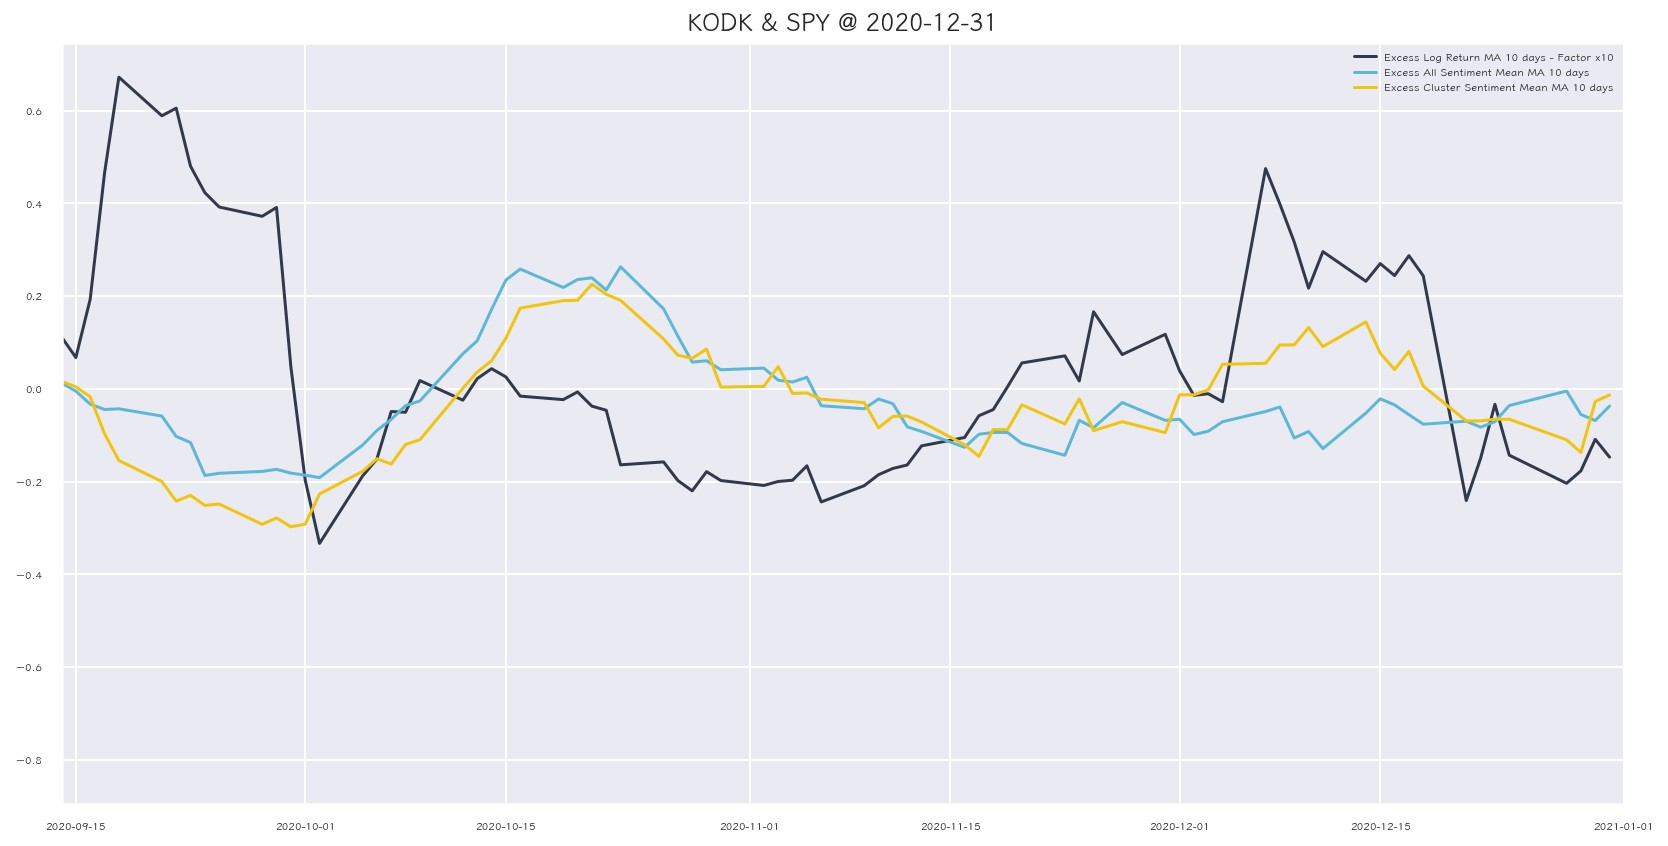 KODK & SPY @ 2020-12-31
Excess Log Return MA 10 days - Factor x10
Excess All Sentiment Mean MA 10 days
Excess Cluster Sentiment Mean MA 10 days
0.6
0.4
0.2
0.0
−0.2
−0.4
−0.6
−0.8
2020-09-15 2020-10-01 2020-10-15 2020-11-01 2020-11-15 2020-12-01 2020-12-15 2021-01-01